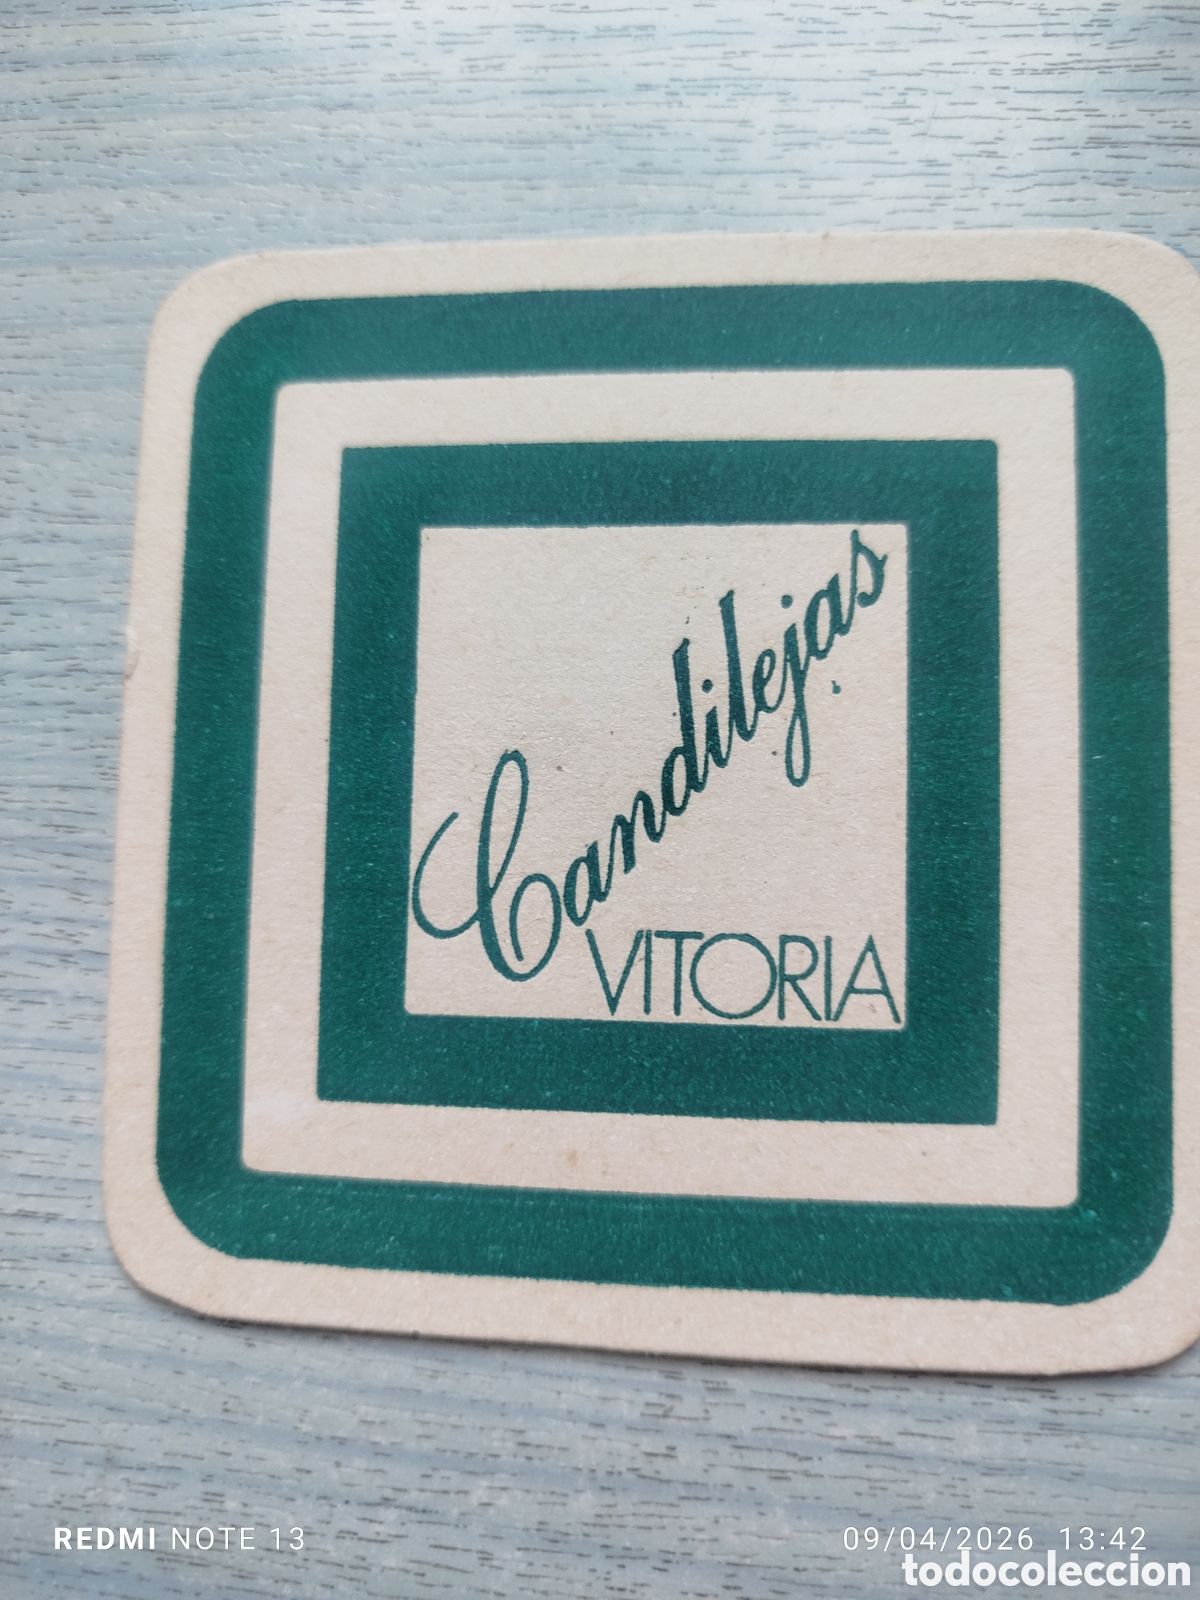 Candilejas
VITORIA
REDMI NOTE 13
09/04/2026 13:42
todocoleccion